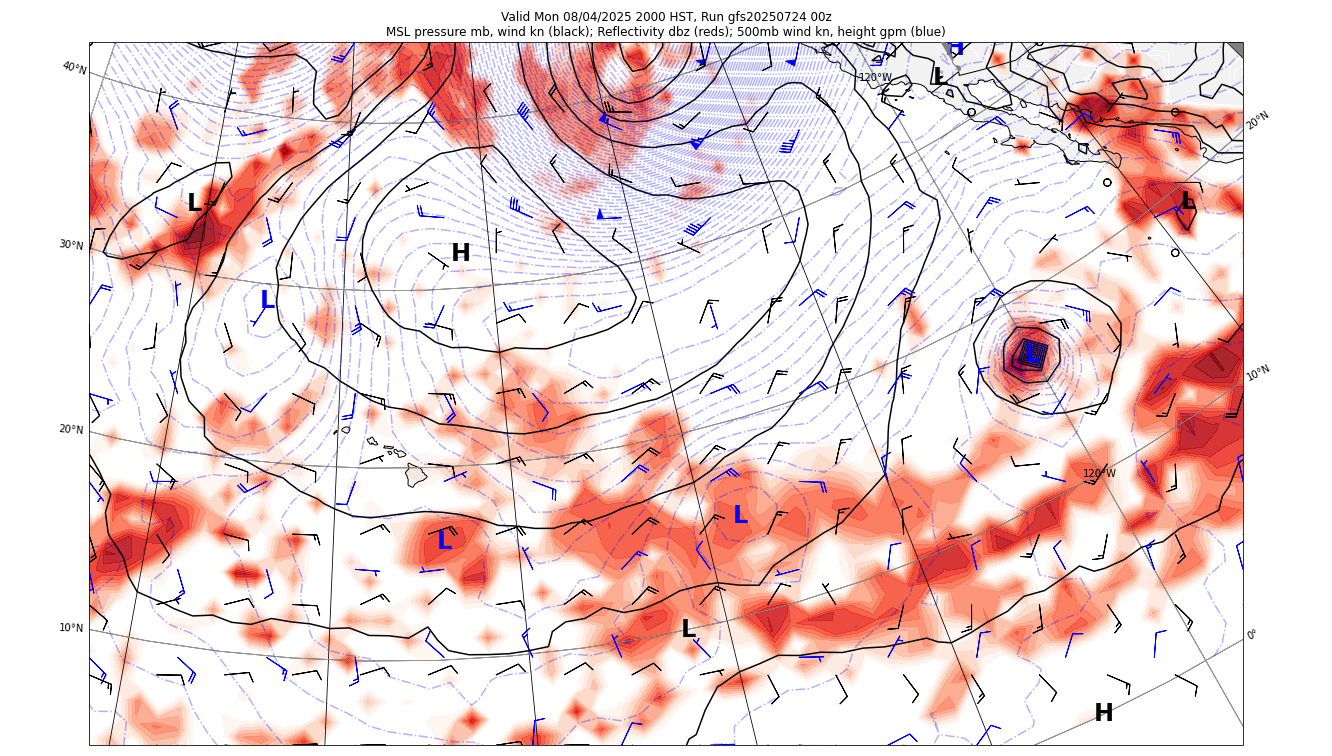 Valid Mon 08/04/2025 2000 HST, Run gfs20250724 00z
MSL pressure mb, wind kn (black); Reflectivity dbz (reds); 500mb wind kn, height gpm (blue)
H
40°N
120°W
L
20°N
L
L
30°N
H
L
L
10°N
20°N
120°W
L
L
10°N
L
0°
H